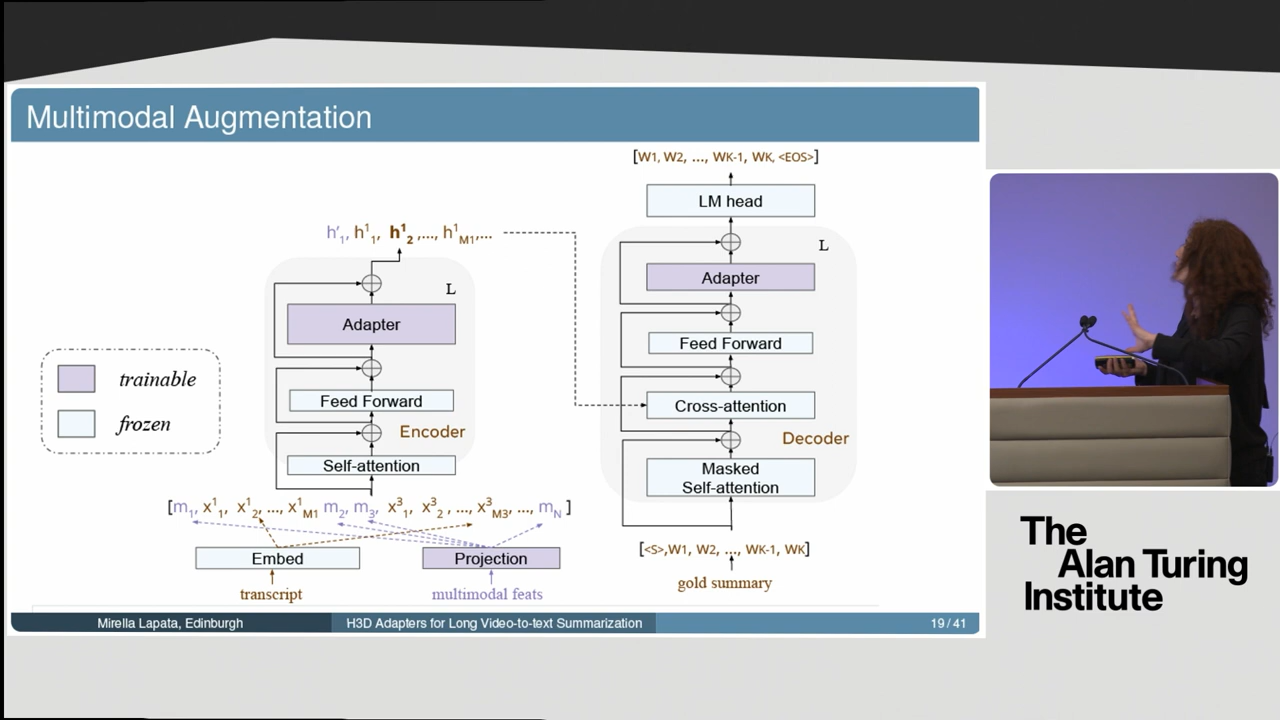 Multimodal Augmentation
[W1, W2, ..., WK-1, WK, <EOS>]
LM head
h'1, h¹1, h¹2 ,..., h¹M1,...
L
Adapter
Feed Forward
Cross-attention
Decoder
Masked
Self-attention
L
Adapter
Feed Forward
Encoder
Self-attention
trainable
frozen
[m1, x¹1, x¹2, ..., x¹M1 m2, m3, x³1, x³2 , ..., x³M3, ..., mN ]
Embed
Projection
transcript
multimodal feats
[<S>,W1, W2, ..., WK-1, WK]
gold summary
Mirella Lapata, Edinburgh
H3D Adapters for Long Video-to-text Summarization
19 / 41
The
Alan Turing
Institute